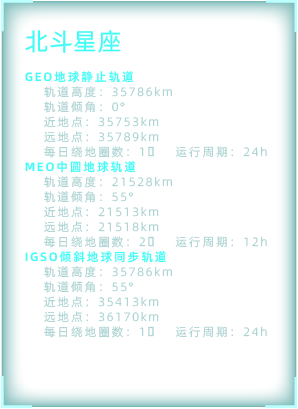 北斗星座
GEO地球静止轨道
轨道高度：35786km
轨道倾角：0°
近地点：35753km
远地点：35789km
每日绕地圈数：1 运行周期：24h
MEO中圆地球轨道
轨道高度：21528km
轨道倾角：55°
近地点：21513km
远地点：21518km
每日绕地圈数：2 运行周期：12h
IGSO倾斜地球同步轨道
轨道高度：35786km
轨道倾角：55°
近地点：35413km
远地点：36170km
每日绕地圈数：1 运行周期：24h